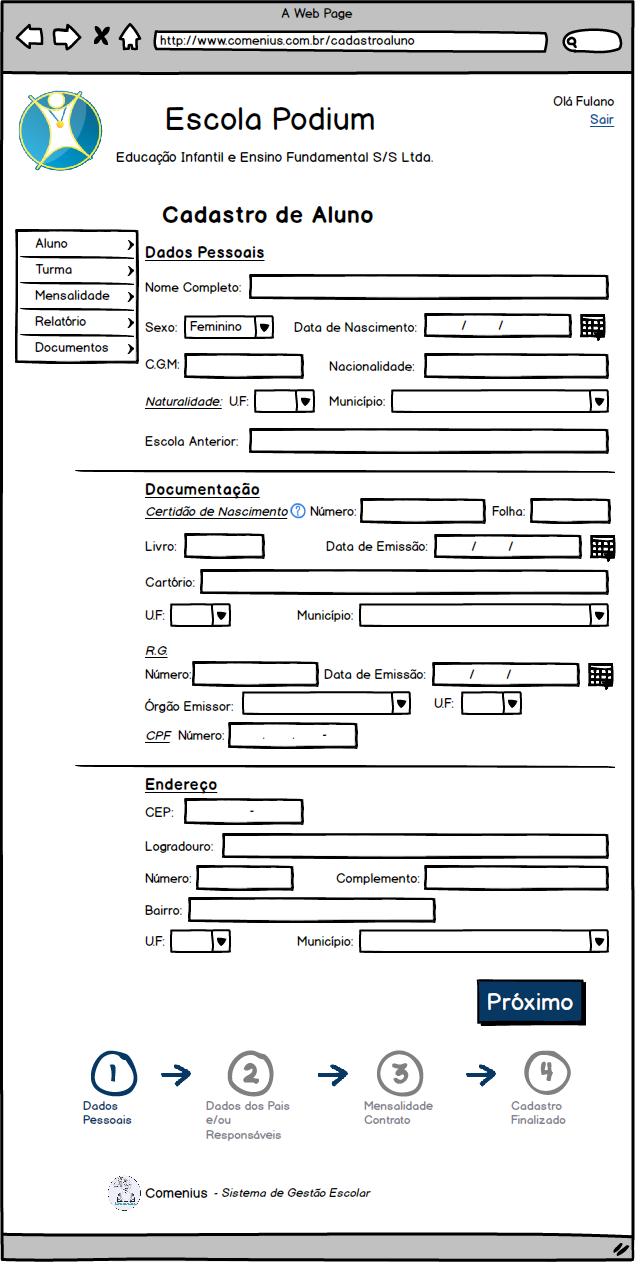 A Web Page
http://www.comenius.com.br/cadastroaluno
Olá Fulano
Sair
Escola Podium
Educação Infantil e Ensino Fundamental S/S Ltda.
Cadastro de Aluno
Aluno
Turma
Mensalidade
Relatório
Documentos
Dados Pessoais
Nome Completo:
Sexo: Feminino Data de Nascimento: / /
C.G.M: Nacionalidade:
Naturalidade: U.F: Município:
Escola Anterior:
Documentação
Certidão de Nascimento ? Número: Folha:
Livro: Data de Emissão: / /
Cartório:
U.F: Município:
R.G.
Número: Data de Emissão: / /
Órgão Emissor: U.F:
CPF Número: . . -
Endereço
CEP: -
Logradouro:
Número: Complemento:
Bairro:
U.F: Município:
Próximo
1 2 3 4
Dados Pessoais
Dados dos Pais e/ou Responsáveis
Mensalidade Contrato
Cadastro Finalizado
Comenius - Sistema de Gestão Escolar